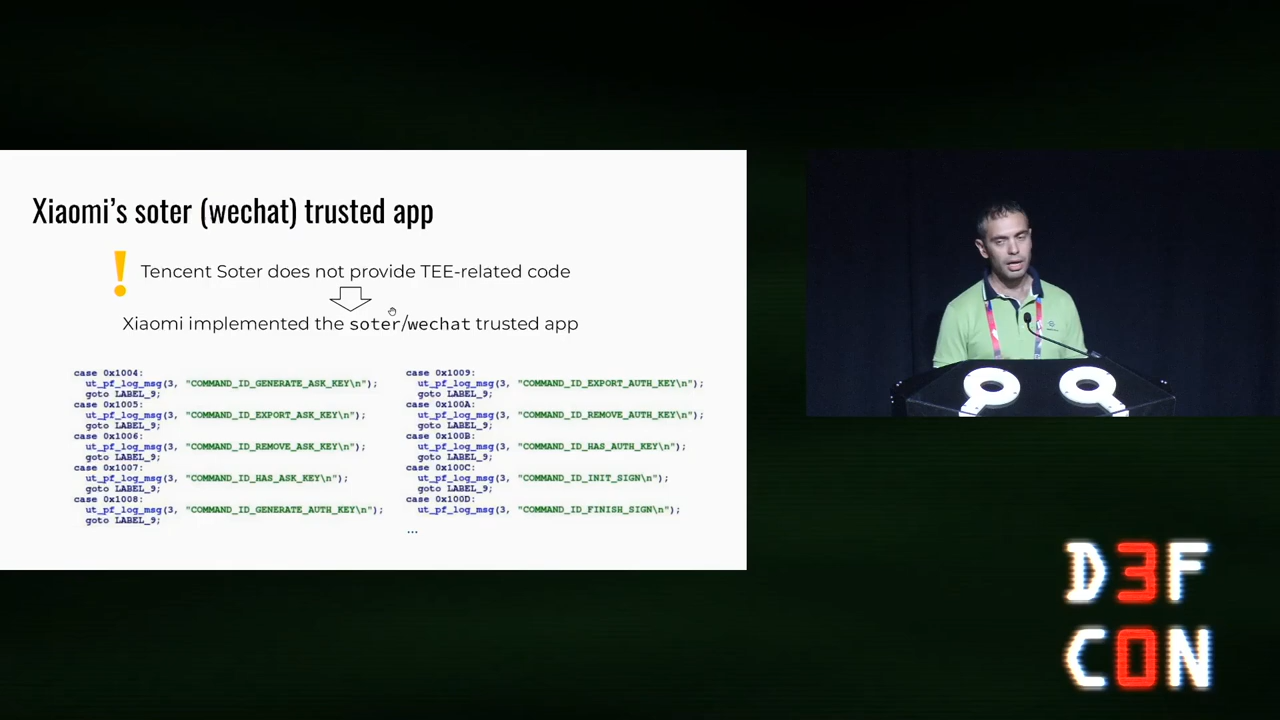 Xiaomi's soter (wechat) trusted app
! Tencent Soter does not provide TEE-related code
Xiaomi implemented the soter/wechat trusted app
case 0x1004:
ut_pf_log_msg(3, "COMMAND_ID_GENERATE_ASK_KEY\n");
goto LABEL_9;
case 0x1005:
ut_pf_log_msg(3, "COMMAND_ID_EXPORT_ASK_KEY\n");
goto LABEL_9;
case 0x1006:
ut_pf_log_msg(3, "COMMAND_ID_REMOVE_ASK_KEY\n");
goto LABEL_9;
case 0x1007:
ut_pf_log_msg(3, "COMMAND_ID_HAS_ASK_KEY\n");
goto LABEL_9;
case 0x1008:
ut_pf_log_msg(3, "COMMAND_ID_GENERATE_AUTH_KEY\n");
goto LABEL_9;
case 0x1009:
ut_pf_log_msg(3, "COMMAND_ID_EXPORT_AUTH_KEY\n");
goto LABEL_9;
case 0x100A:
ut_pf_log_msg(3, "COMMAND_ID_REMOVE_AUTH_KEY\n");
goto LABEL_9;
case 0x100B:
ut_pf_log_msg(3, "COMMAND_ID_HAS_AUTH_KEY\n");
goto LABEL_9;
case 0x100C:
ut_pf_log_msg(3, "COMMAND_ID_INIT_SIGN\n");
goto LABEL_9;
case 0x100D:
ut_pf_log_msg(3, "COMMAND_ID_FINISH_SIGN\n");
...
D3F
C0N